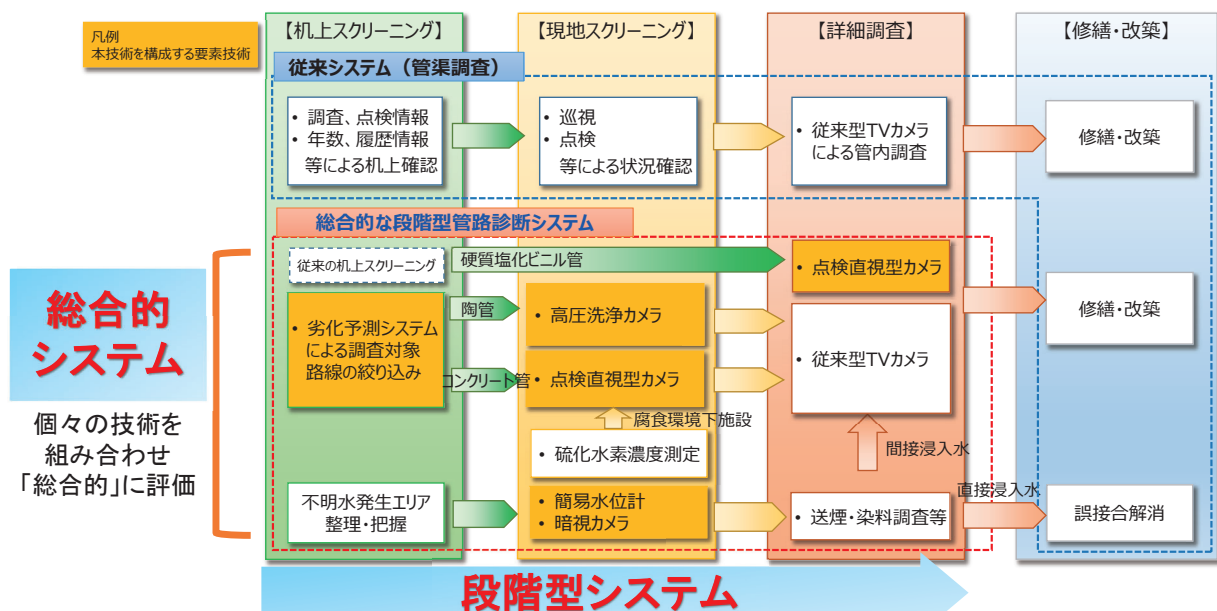 凡例
本技術を構成する要素技術
【机上スクリーニング】
【現地スクリーニング】
【詳細調査】
【修繕・改築】
従来システム（管渠調査）
• 調査、点検情報
• 年数、履歴情報
等による机上確認
• 巡視
• 点検
等による状況確認
• 従来型TVカメラ
による管内調査
修繕・改築
総合的な段階型管路診断システム
従来の机上スクリーニング
硬質塩化ビニル管
• 点検直視型カメラ
• 劣化予測システム
による調査対象
路線の絞り込み
陶管
• 高圧洗浄カメラ
コンクリート管
• 点検直視型カメラ
• 従来型TVカメラ
修繕・改築
腐食環境下施設
• 硫化水素濃度測定
間接浸入水
不明水発生エリア
整理・把握
• 簡易水位計
• 暗視カメラ
• 送煙・染料調査等
直接浸入水
誤接合解消
総合的
システム
個々の技術を
組み合わせ
「総合的」に評価
段階型システム